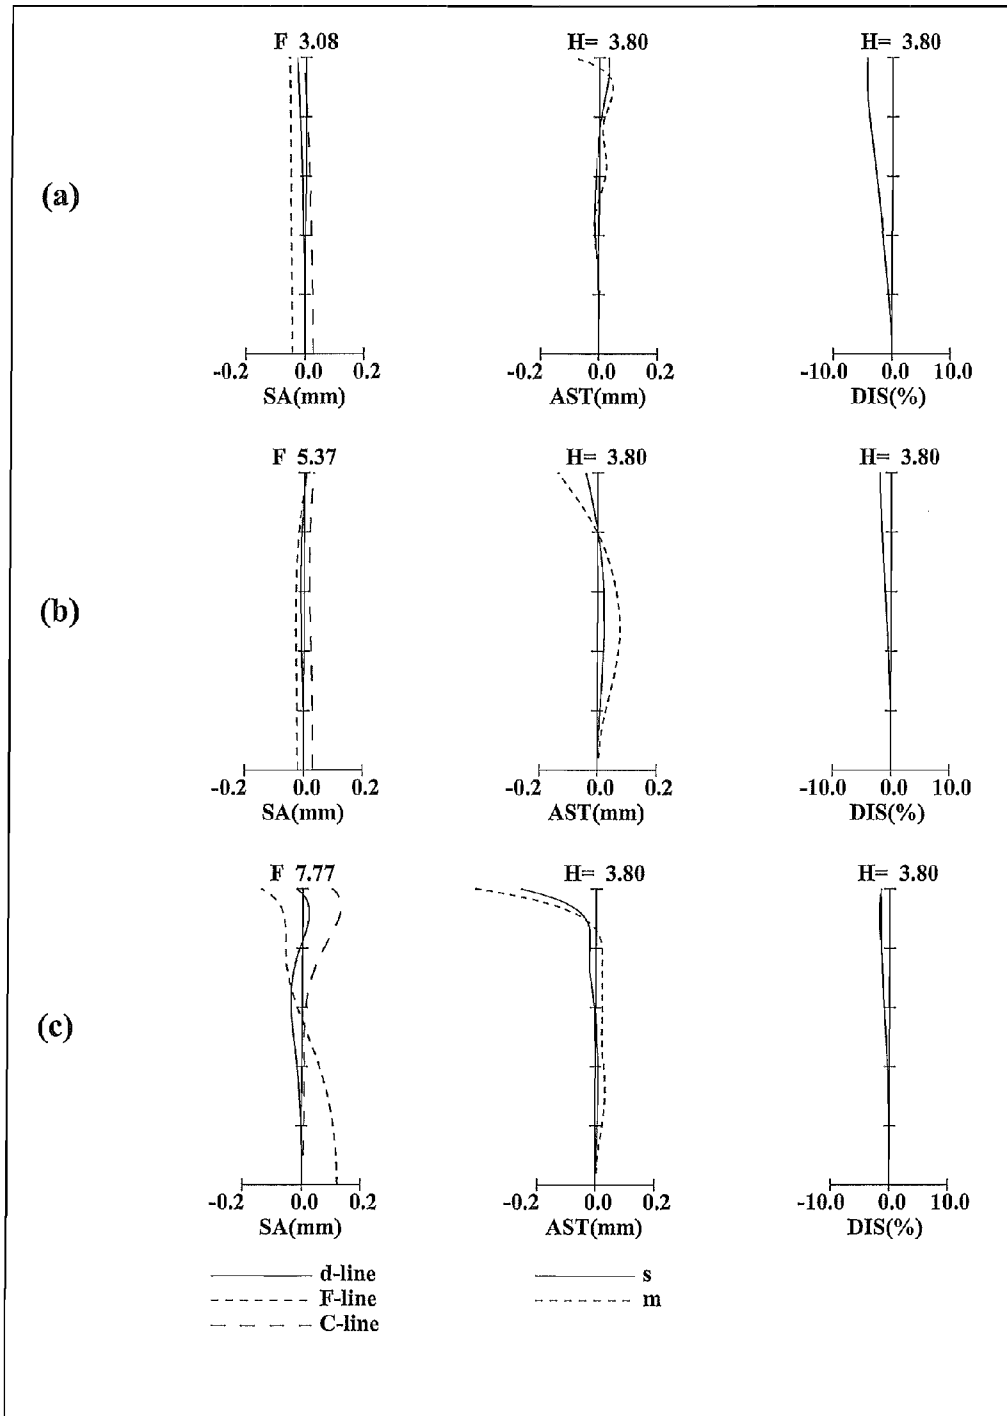 F 3.08 H= 3.80 H= 3.80
(a)
-0.2 0.0 0.2 -0.2 0.0 0.2 -10.0 0.0 10.0
SA(mm) AST(mm) DIS(%)
F 5.37 H= 3.80 H= 3.80
(b)
-0.2 0.0 0.2 -0.2 0.0 0.2 -10.0 0.0 10.0
SA(mm) AST(mm) DIS(%)
F 7.77 H= 3.80 H= 3.80
(c)
-0.2 0.0 0.2 -0.2 0.0 0.2 -10.0 0.0 10.0
SA(mm) AST(mm) DIS(%)
d-line s
F-line m
C-line